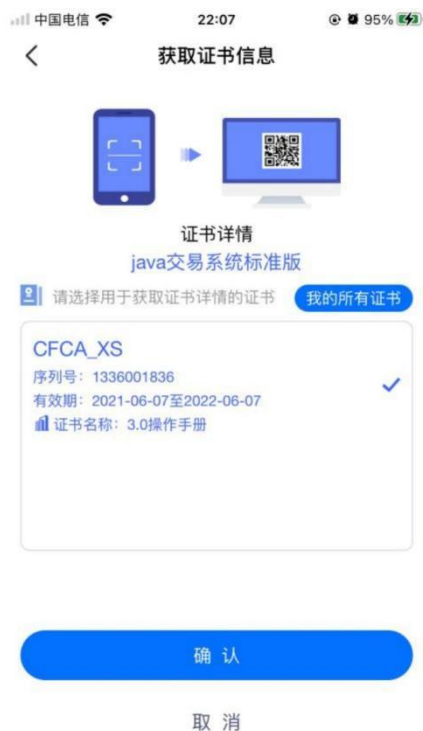 中国电信 22:07 95%
获取证书信息
证书详情
java交易系统标准版
请选择用于获取证书详情的证书 我的所有证书
CFCA_XS
序列号：1336001836
有效期：2021-06-07至2022-06-07
证书名称：3.0操作手册
确 认
取 消